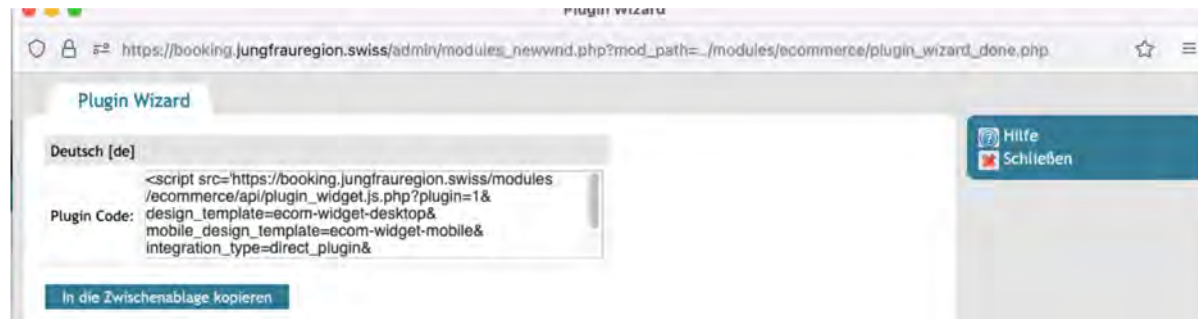 Plugin Wizard
https://booking.jungfrauregion.swiss/admin/modules_newwnd.php?mod_path=../modules/ecommerce/plugin_wizard_done.php
Plugin Wizard
Hilfe
Schließen
Deutsch [de]
Plugin Code:
<script src='https://booking.jungfrauregion.swiss/modules
/ecommerce/api/plugin_widget.js.php?plugin=1&
design_template=ecom-widget-desktop&
mobile_design_template=ecom-widget-mobile&
integration_type=direct_plugin&
In die Zwischenablage kopieren